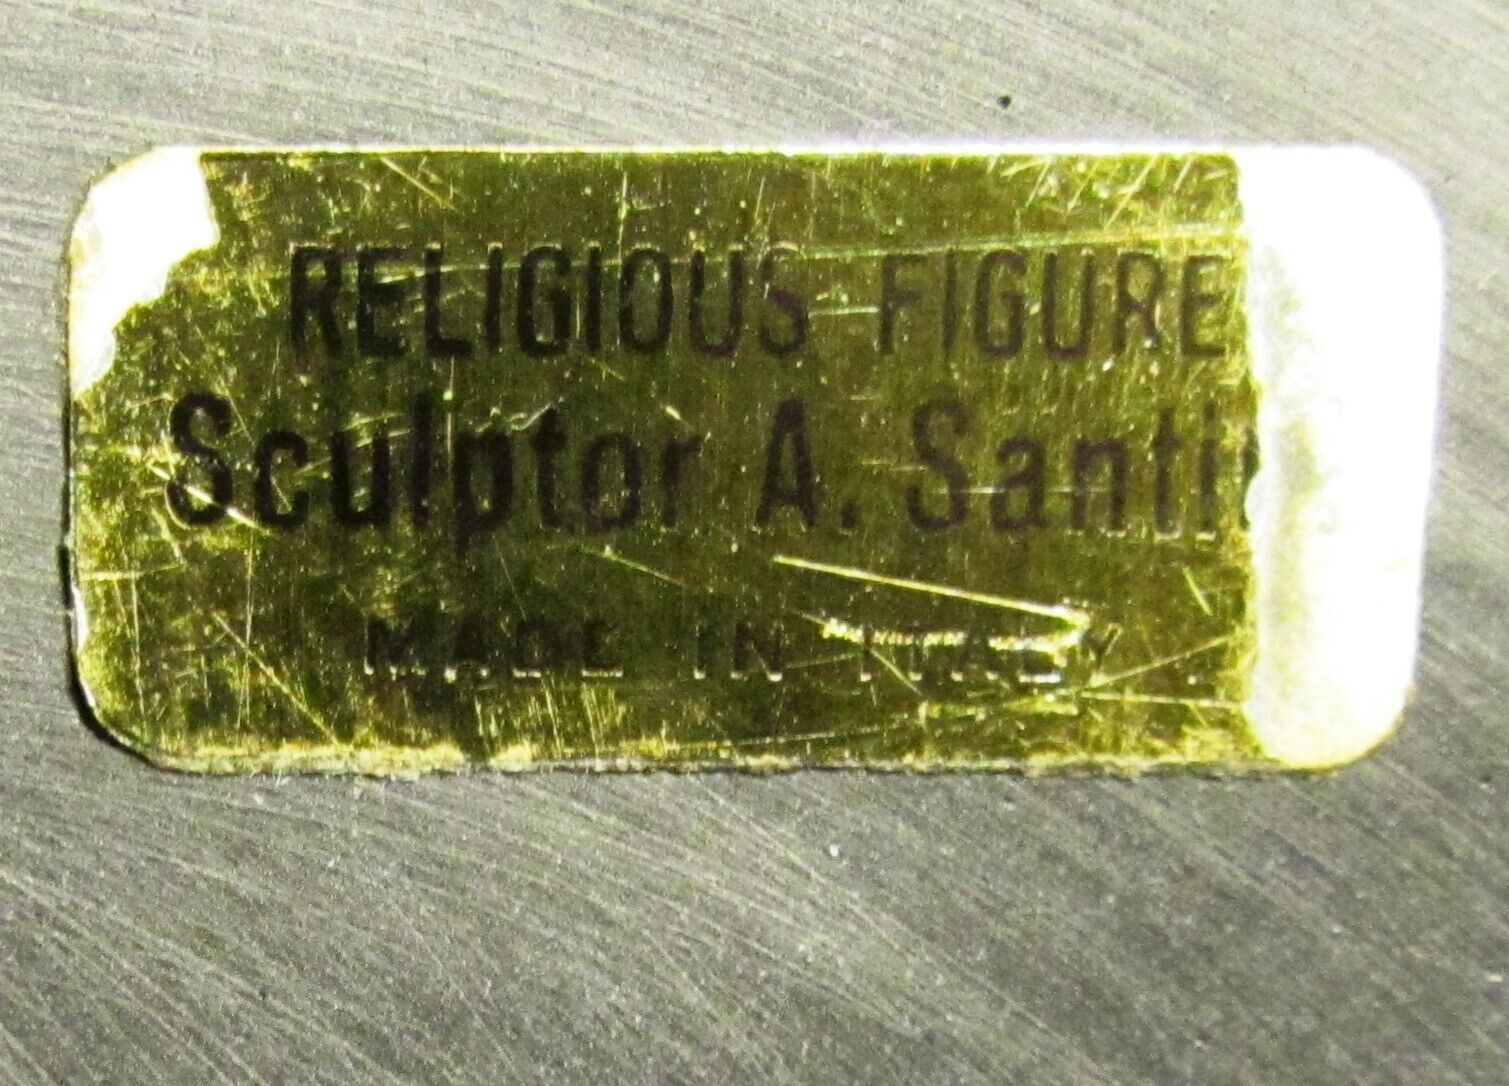 RELIGIOUS FIGURE
Sculptor A. Santi
MADE IN ITALY